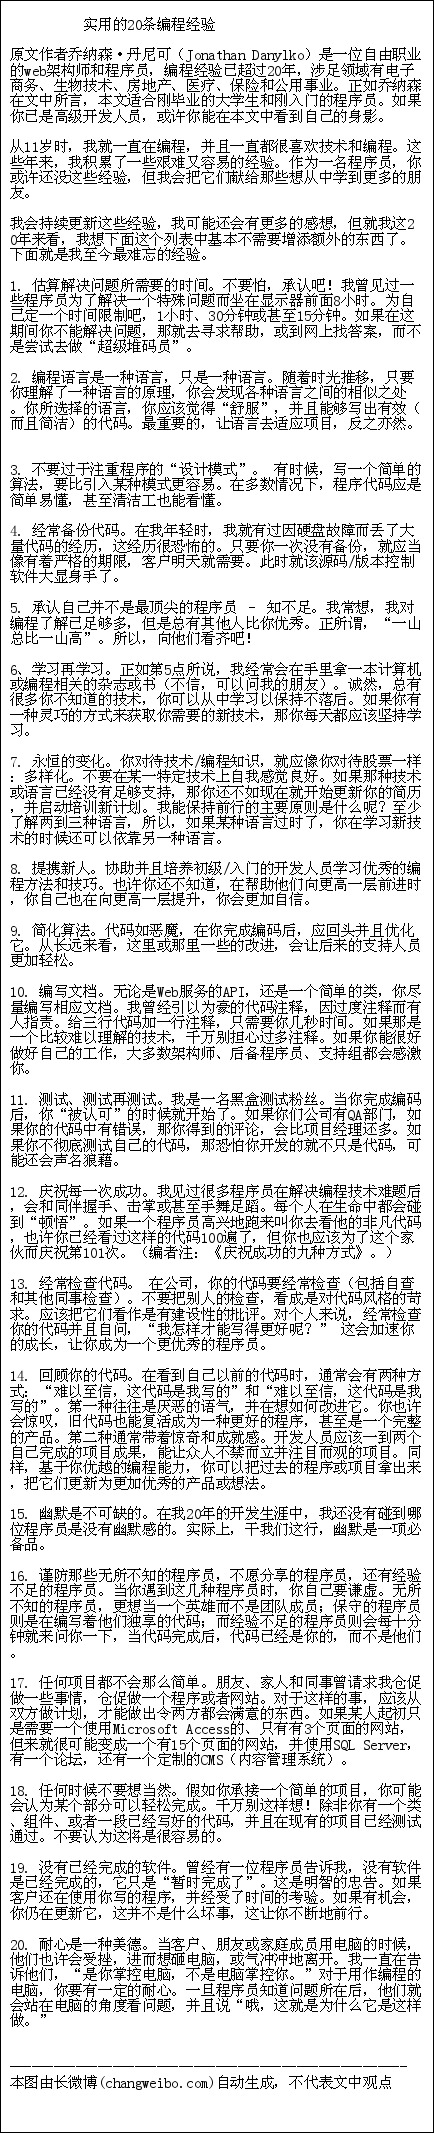 实用的20条编程经验
原文作者乔纳森·丹尼可（Jonathan Danylko）是一位自由职业
的web架构师和程序员，编程经验已超过20年，涉足领域有电子
商务、生物技术、房地产、医疗、保险和公用事业。正如乔纳森
在文中所言，本文适合刚毕业的大学生和刚入门的程序员。如果
你已是高级开发人员，或许你能在本文中看到自己的身影。
从11岁时，我就一直在编程，并且一直都很喜欢技术和编程。这
些年来，我积累了一些艰难又容易的经验。作为一名程序员，你
或许还没这些经验，但我会把它们献给那些想从中学到更多的朋
友。
我会持续更新这些经验，我可能还会有更多的感想，但就我这2
0年来看，我想下面这个列表中基本不需要增添额外的东西了。
下面就是我至今最难忘的经验。
1. 估算解决问题所需要的时间。不要怕，承认吧！我曾见过一
些程序员为了解决一个特殊问题而坐在显示器前面8小时。为自
己定一个时间限制吧，1小时、30分钟或甚至15分钟。如果在这
期间你不能解决问题，那就去寻求帮助，或到网上找答案，而不
是尝试去做“超级堆码员”。
2. 编程语言是一种语言，只是一种语言。随着时光推移，只要
你理解了一种语言的原理，你会发现各种语言之间的相似之处
。你所选择的语言，你应该觉得“舒服”，并且能够写出有效（
而且简洁）的代码。最重要的，让语言去适应项目，反之亦然。
3. 不要过于注重程序的“设计模式”。 有时候，写一个简单的
算法，要比引入某种模式更容易。在多数情况下，程序代码应是
简单易懂，甚至清洁工也能看懂。
4. 经常备份代码。在我年轻时，我就有过因硬盘故障而丢了大
量代码的经历，这经历很恐怖的。只要你一次没有备份，就应当
像有着严格的期限，客户明天就需要。此时就该源码/版本控制
软件大显身手了。
5. 承认自己并不是最顶尖的程序员 – 知不足。我常想，我对
编程了解已足够多，但是总有其他人比你优秀。正所谓，“一山
总比一山高”。所以，向他们看齐吧！
6、学习再学习。正如第5点所说，我经常会在手里拿一本计算机
或编程相关的杂志或书（不信，可以问我的朋友）。诚然，总有
很多你不知道的技术，你可以从中学习以保持不落后。如果你有
一种灵巧的方式来获取你需要的新技术，那你每天都应该坚持学
习。
7. 永恒的变化。你对待技术/编程知识，就应像你对待股票一样
：多样化。不要在某一特定技术上自我感觉良好。如果那种技术
或语言已经没有足够支持，那你还不如现在就开始更新你的简历
，并启动培训新计划。我能保持前行的主要原则是什么呢？至少
了解两到三种语言，所以，如果某种语言过时了，你在学习新技
术的时候还可以依靠另一种语言。
8. 提携新人。协助并且培养初级/入门的开发人员学习优秀的编
程方法和技巧。也许你还不知道，在帮助他们向更高一层前进时
，你自己也在向更高一层提升，你会更加自信。
9. 简化算法。代码如恶魔，在你完成编码后，应回头并且优化
它。从长远来看，这里或那里一些的改进，会让后来的支持人员
更加轻松。
10. 编写文档。无论是Web服务的API，还是一个简单的类，你尽
量编写相应文档。我曾经引以为豪的代码注释，因过度注释而有
人指责。给三行代码加一行注释，只需要你几秒时间。如果那是
一个比较难以理解的技术，千万别担心过多注释。如果你能很好
做好自己的工作，大多数架构师、后备程序员、支持组都会感激
你。
11. 测试、测试再测试。我是一名黑盒测试粉丝。当你完成编码
后，你“被认可”的时候就开始了。如果你们公司有QA部门，如
果你的代码中有错误，那你得到的评论，会比项目经理还多。如
果你不彻底测试自己的代码，那恐怕你开发的就不只是代码，可
能还会声名狼藉。
12. 庆祝每一次成功。我见过很多程序员在解决编程技术难题后
，会和同伴握手、击掌或甚至手舞足蹈。每个人在生命中都会碰
到“顿悟”。如果一个程序员高兴地跑来叫你去看他的非凡代码
，也许你已经看过这样的代码100遍了，但你也应该为了这个家
伙而庆祝第101次。（编者注：《庆祝成功的九种方式》。）
13. 经常检查代码。 在公司，你的代码要经常检查（包括自查
和其他同事检查）。不要把别人的检查，看成是对代码风格的苛
求。应该把它们看作是有建设性的批评。对个人来说，经常检查
你的代码并且自问，“我怎样才能写得更好呢？” 这会加速你
的成长，让你成为一个更优秀的程序员。
14. 回顾你的代码。在看到自己以前的代码时，通常会有两种方
式：“难以至信，这代码是我写的”和“难以至信，这代码是我
写的”。第一种往往是厌恶的语气，并在想如何改进它。你也许
会惊叹，旧代码也能复活成为一种更好的程序，甚至是一个完整
的产品。第二种通常带着惊奇和成就感。开发人员应该一到两个
自己完成的项目成果，能让众人不禁而立并注目而观的项目。同
样，基于你优越的编程能力，你可以把过去的程序或项目拿出来
，把它们更新为更加优秀的产品或想法。
15. 幽默是不可缺的。在我20年的开发生涯中，我还没有碰到哪
位程序员是没有幽默感的。实际上，干我们这行，幽默是一项必
备品。
16. 谨防那些无所不知的程序员，不愿分享的程序员，还有经验
不足的程序员。当你遇到这几种程序员时，你自己要谦虚。无所
不知的程序员，更想当一个英雄而不是团队成员；保守的程序员
则是在编写着他们独享的代码；而经验不足的程序员则会每十分
钟就来问你一下，当代码完成后，代码已经是你的，而不是他们
。
17. 任何项目都不会那么简单。朋友、家人和同事曾请求我仓促
做一些事情，仓促做一个程序或者网站。对于这样的事，应该从
双方做计划，才能做出令两方都会满意的东西。如果某人起初只
是需要一个使用Microsoft Access的、只有有3个页面的网站，
但来就很可能变成一个有15个页面的网站，并使用SQL Server，
有一个论坛，还有一个定制的CMS（内容管理系统）。
18. 任何时候不要想当然。假如你承接一个简单的项目，你可能
会认为某个部分可以轻松完成。千万别这样想！除非你有一个类
、组件、或者一段已经写好的代码，并且在现有的项目已经测试
通过。不要认为这将是很容易的。
19. 没有已经完成的软件。曾经有一位程序员告诉我，没有软件
是已经完成的，它只是“暂时完成了”。这是明智的忠告。如果
客户还在使用你写的程序，并经受了时间的考验。如果有机会，
你仍在更新它，这并不是什么坏事，这让你不断地前行。
20. 耐心是一种美德。当客户、朋友或家庭成员用电脑的时候，
他们也许会受挫，进而想砸电脑，或气冲冲地离开。我一直在告
诉他们，“是你掌控电脑，不是电脑掌控你。”对于用作编程的
电脑，你要有一定的耐心。一旦程序员知道问题所在后，他们就
会站在电脑的角度看问题，并且说“哦，这就是为什么它是这样
做。”
本图由长微博(changweibo.com)自动生成，不代表文中观点